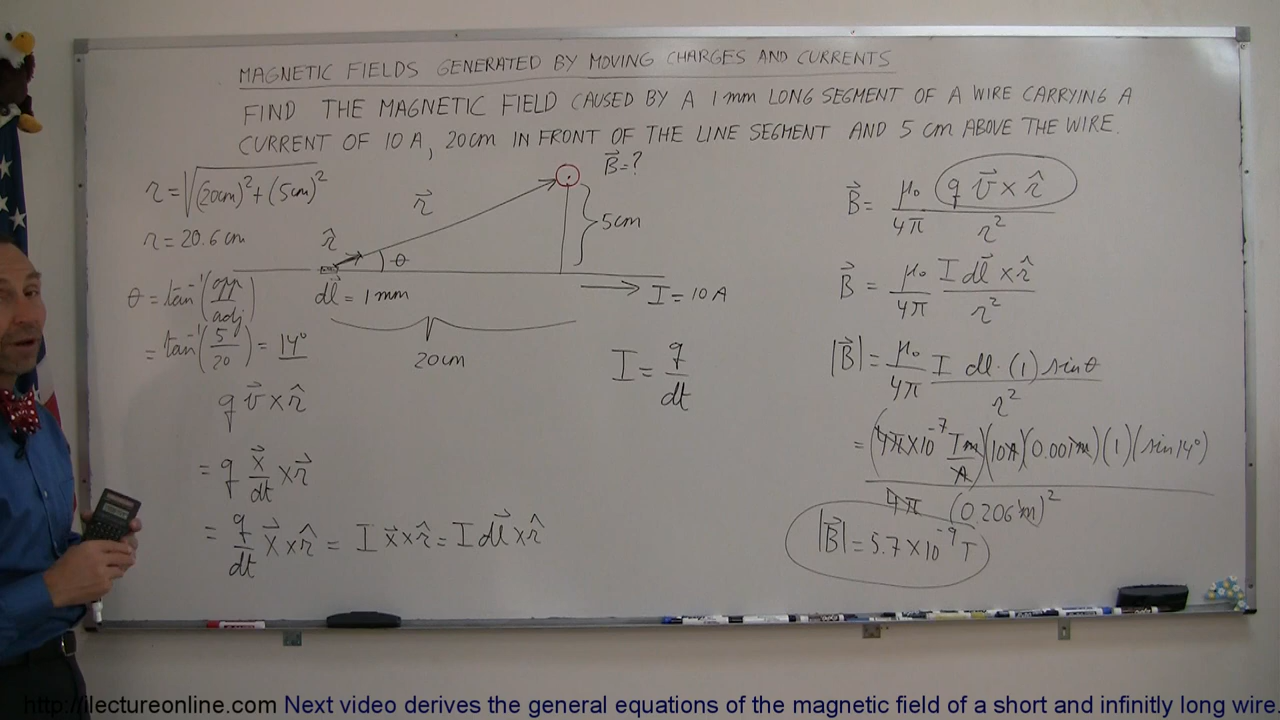 MAGNETIC FIELDS GENERATED BY MOVING CHARGES AND CURRENTS
FIND THE MAGNETIC FIELD CAUSED BY A 1mm LONG SEGMENT OF A WIRE CARRYING A
CURRENT OF 10 A, 20cm IN FRONT OF THE LINE SEGMENT AND 5 cm ABOVE THE WIRE.
r = √(20cm)² + (5cm)²
r = 20.6 cm
θ = tan⁻¹(opp/adj)
= tan⁻¹(5/20) = 14°
q v⃗ × r̂
= q x⃗/dt × r⃗
= q/dt x⃗ × r̂ = I x⃗ × r̂ = I dl⃗ × r̂
B⃗ = ?
r⃗
5cm
r̂
θ
dl⃗ = 1mm
I = 10 A
20cm
I = q/dt
B⃗ = μ₀/4π q v⃗ × r̂/r²
B⃗ = μ₀/4π I dl⃗ × r̂/r²
|B⃗| = μ₀/4π I dl · (1) sin θ/r²
= (4π×10⁻⁷ Tm/A)(10A)(0.001m)(1)(sin 14°)
4π (0.206m)²
|B⃗| = 5.7 × 10⁻⁹ T
http://ilectureonline.com Next video derives the general equations of the magnetic field of a short and infinitly long wire.